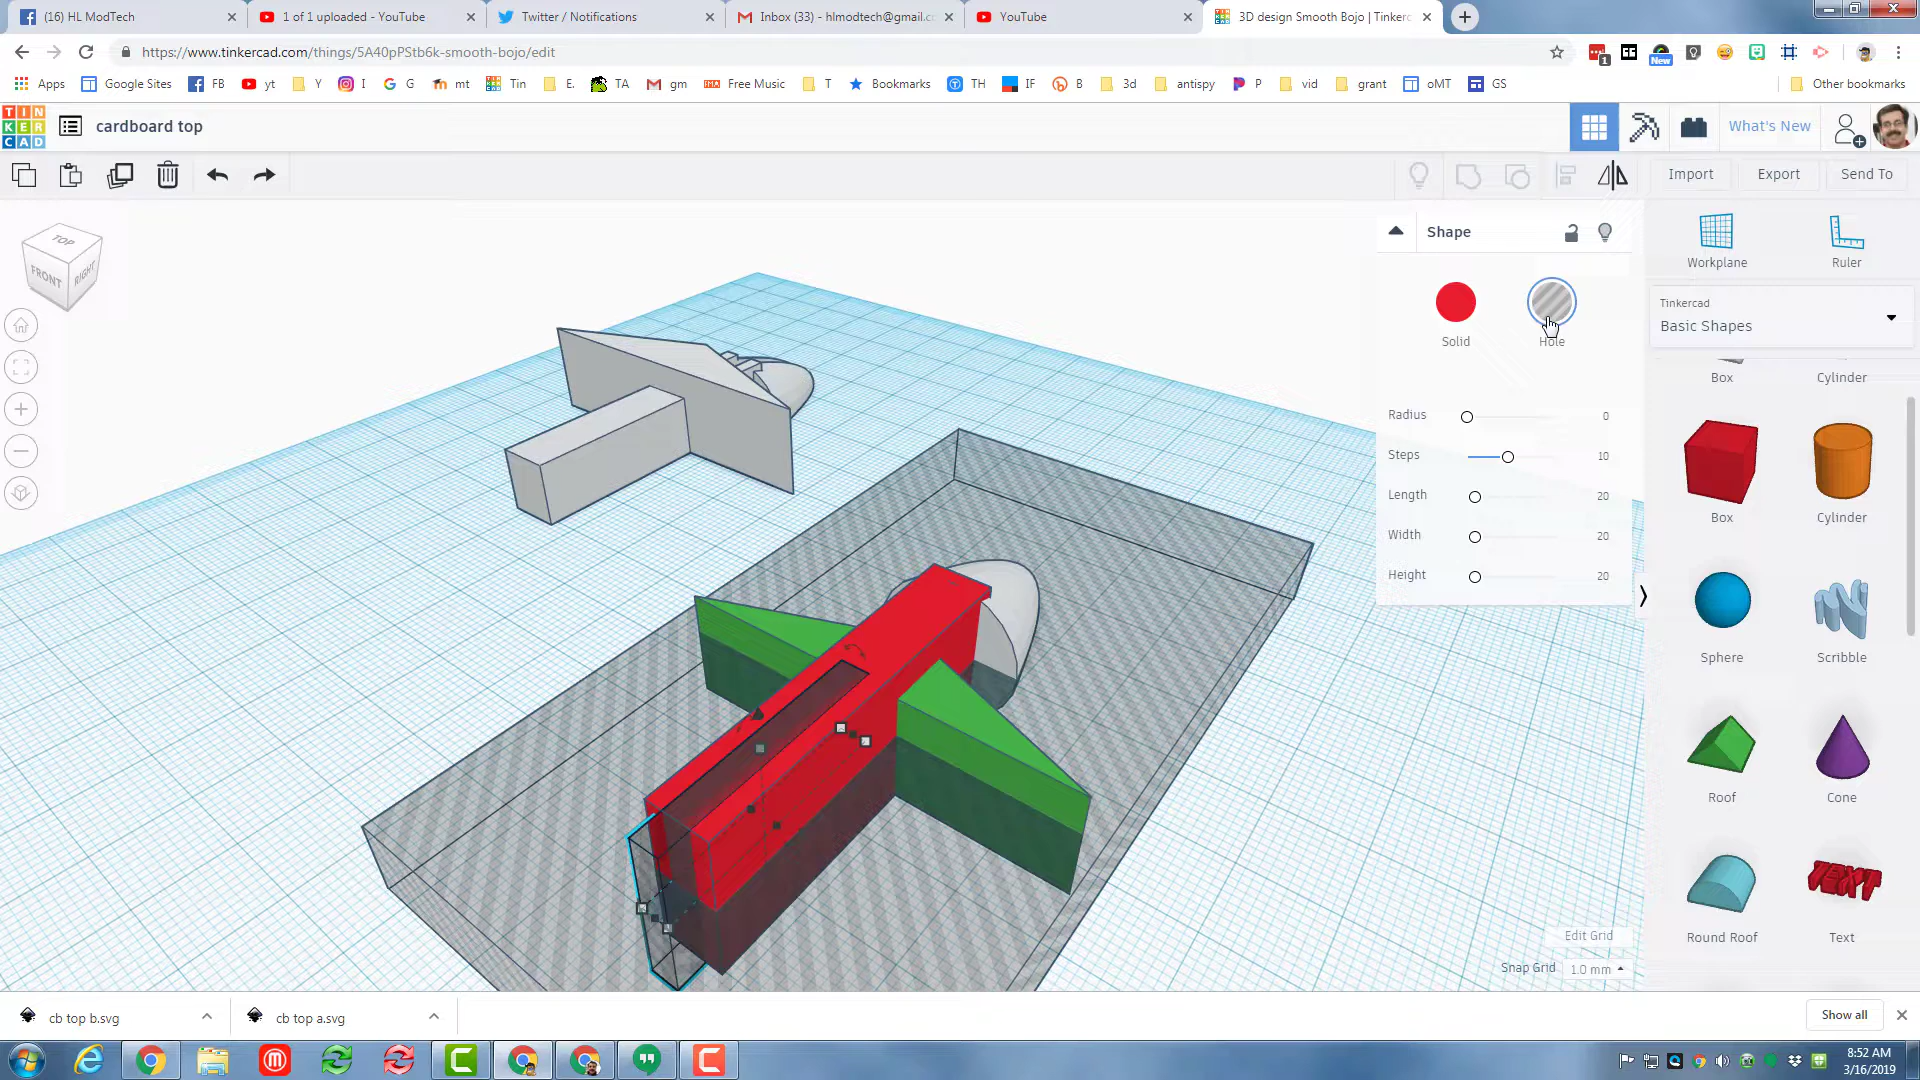 (16) HL ModTech
1 of 1 uploaded - YouTube
Twitter / Notifications
Inbox (33) - hlmodtech@gmail.c
YouTube
3D design Smooth Bojo | Tinkerc
https://www.tinkercad.com/things/5A40pPStb6k-smooth-bojo/edit
1
New
Apps
Google Sites
FB
yt
Y
I
G
mt
Tin
E.
TA
gm
Free Music
T
Bookmarks
TH
IF
B
3d
antispy
P
vid
grant
oMT
GS
Other bookmarks
TIN
KER
CAD
cardboard top
What's New
Import
Export
Send To
TOP
FRONT
RIGHT
Shape
Solid
Hole
Radius
0
Steps
10
Length
20
Width
20
Height
20
Workplane
Ruler
Tinkercad
Basic Shapes
Box
Cylinder
Box
Cylinder
Sphere
Scribble
Roof
Cone
TEXT
Round Roof
Text
Edit Grid
Snap Grid
1.0 mm
cb top b.svg
cb top a.svg
Show all
8:52 AM
3/16/2019